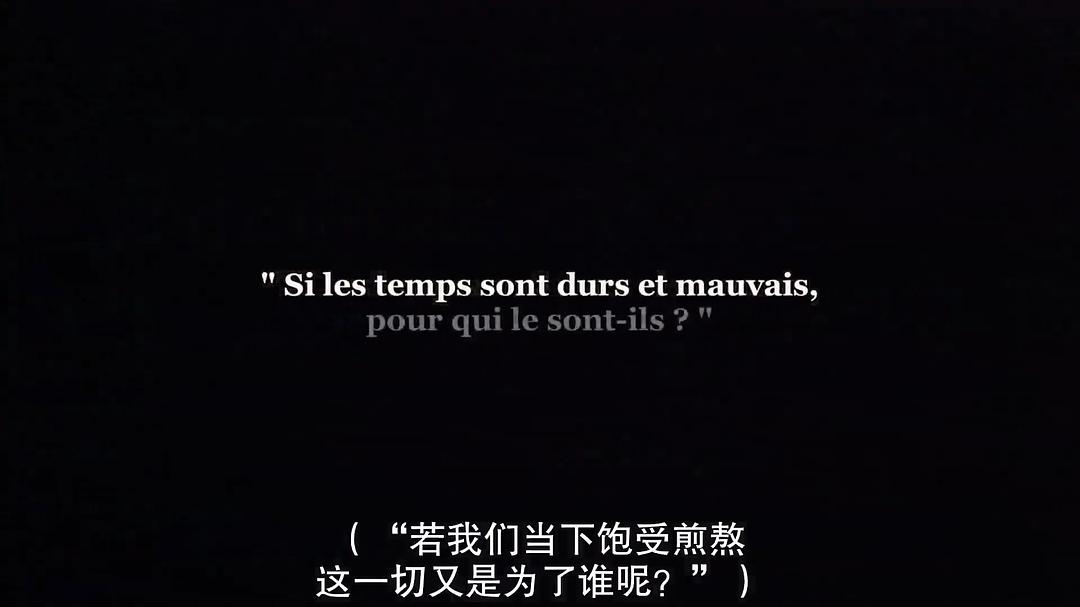 " Si les temps sont durs et mauvais,
pour qui le sont-ils ? "
（ “若我们当下饱受煎熬
这一切又是为了谁呢？” ）